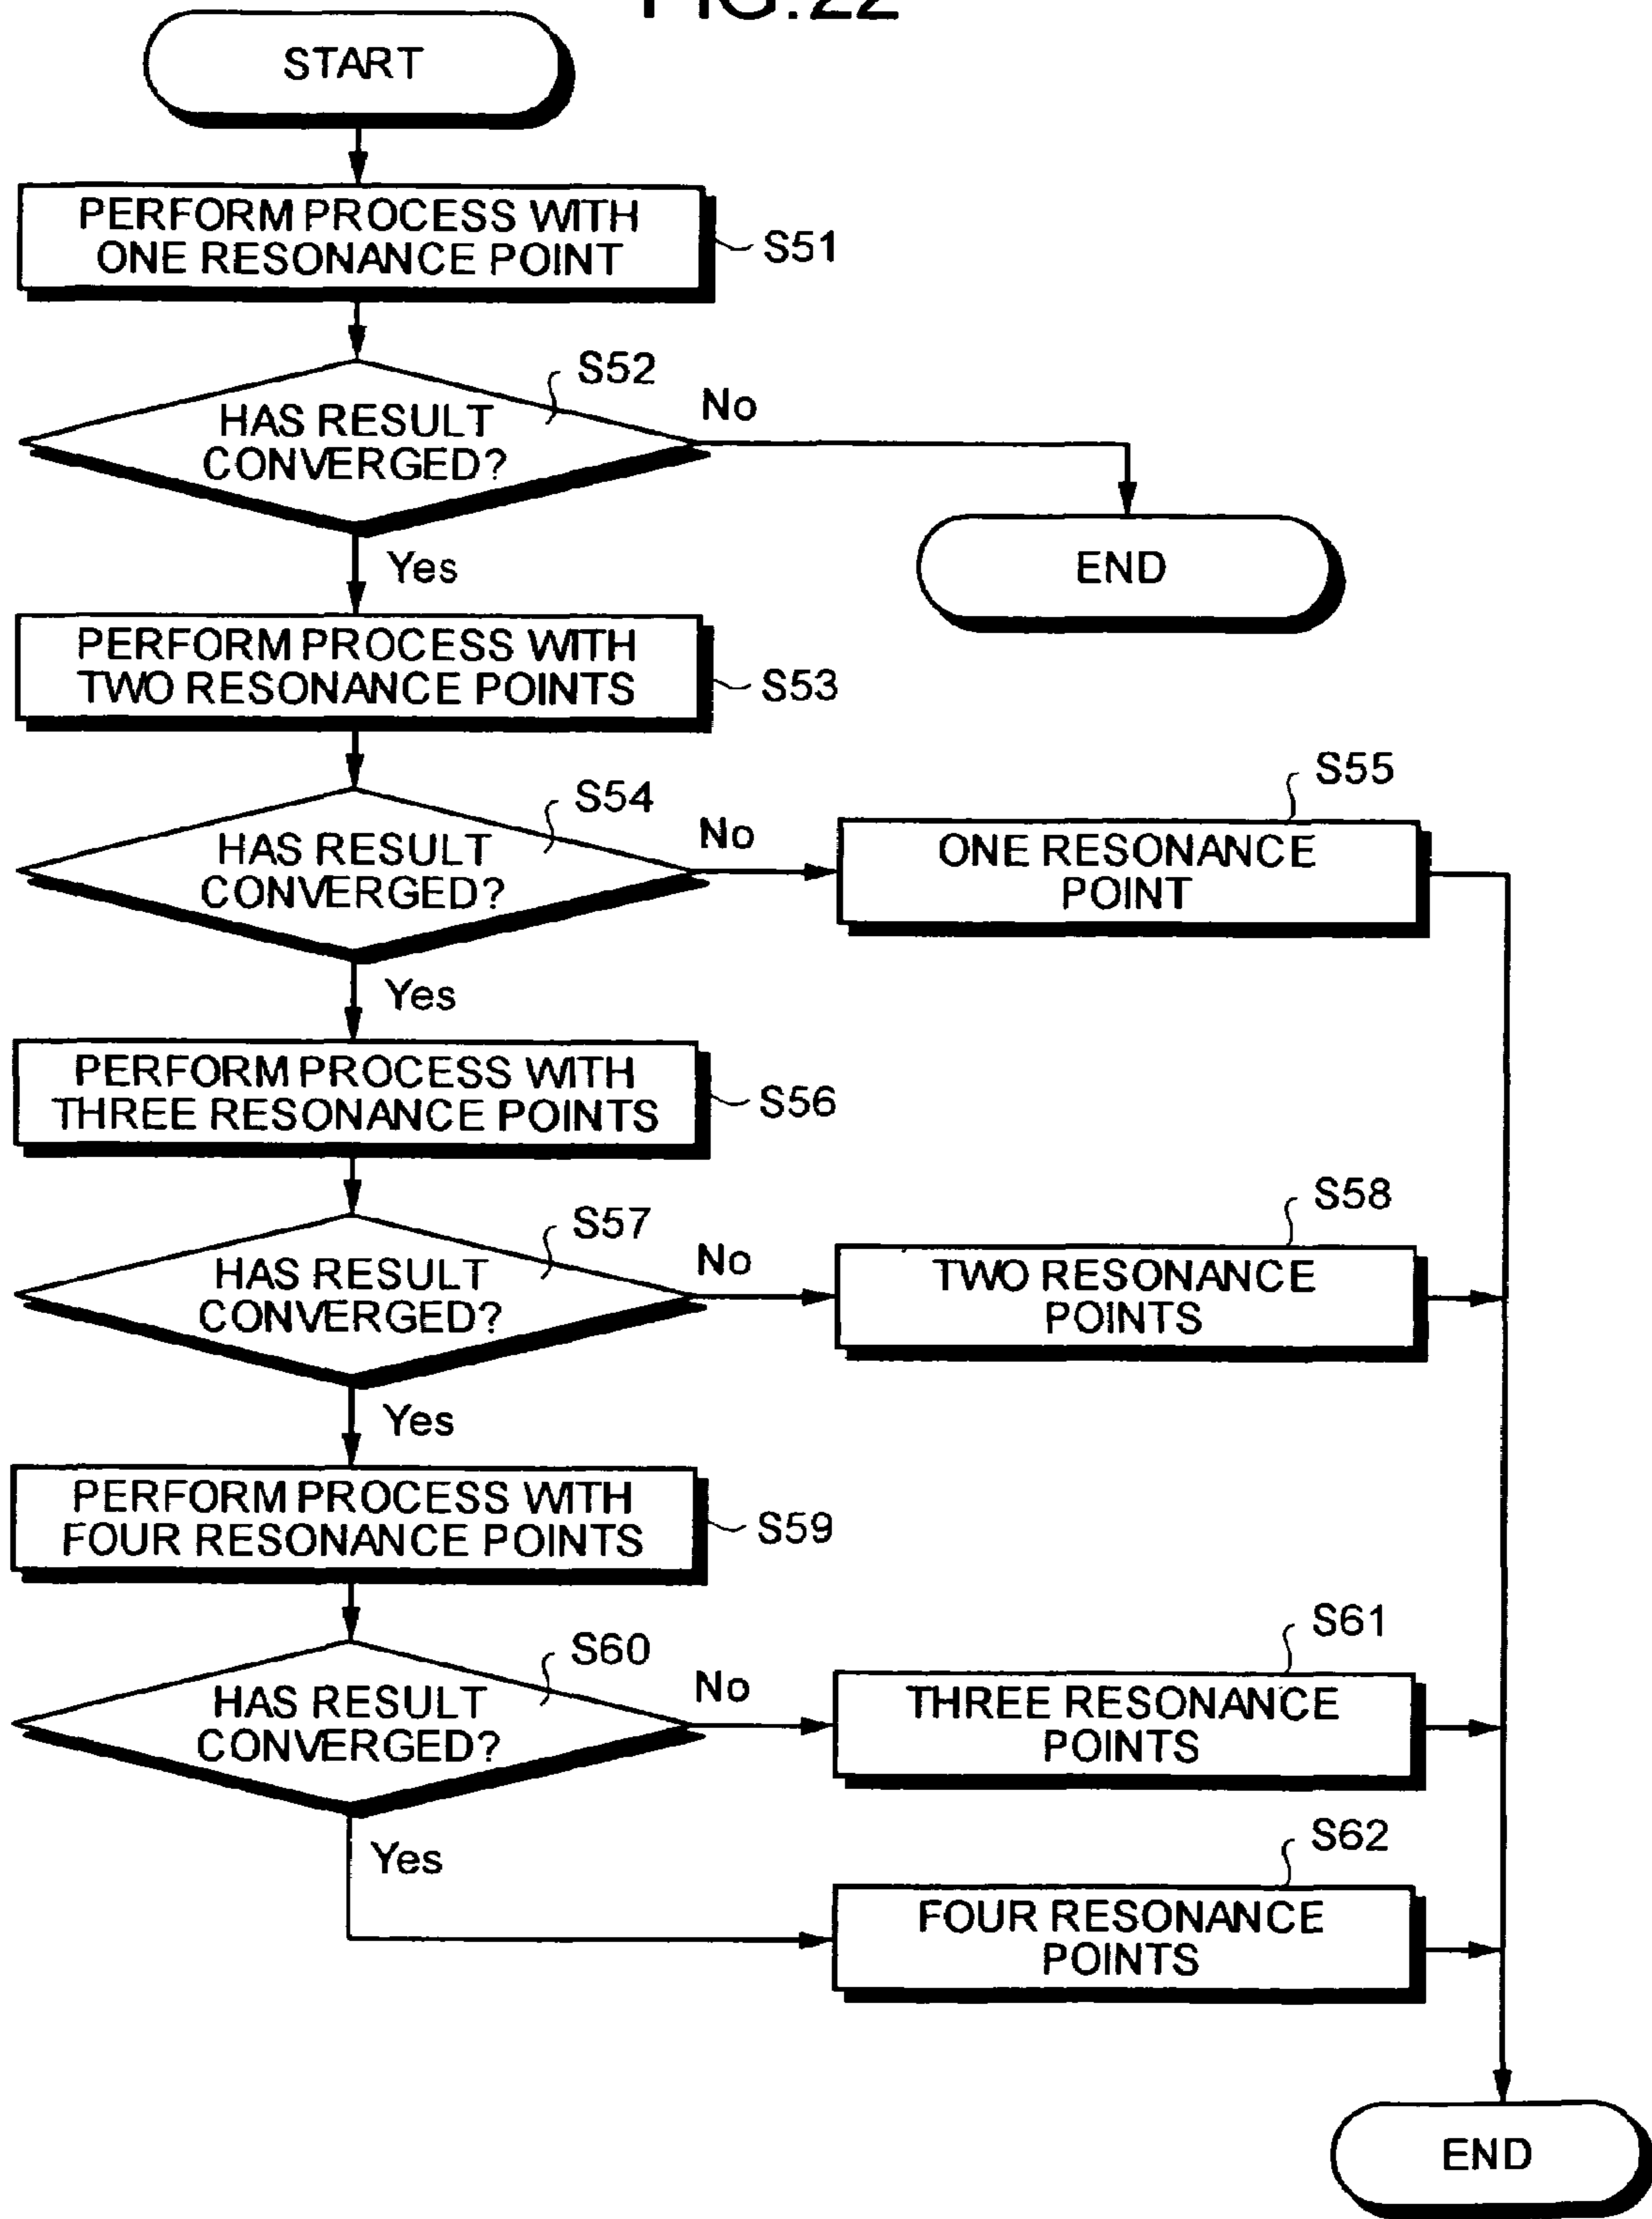 FIG.22
START
PERFORM PROCESS WITH
ONE RESONANCE POINT
S51
S52
HAS RESULT
CONVERGED?
No
END
Yes
PERFORM PROCESS WITH
TWO RESONANCE POINTS
S53
S54
HAS RESULT
CONVERGED?
No
S55
ONE RESONANCE
POINT
Yes
PERFORM PROCESS WITH
THREE RESONANCE POINTS
S56
S57
HAS RESULT
CONVERGED?
No
S58
TWO RESONANCE
POINTS
Yes
PERFORM PROCESS WITH
FOUR RESONANCE POINTS
S59
S60
HAS RESULT
CONVERGED?
No
S61
THREE RESONANCE
POINTS
Yes
S62
FOUR RESONANCE
POINTS
END